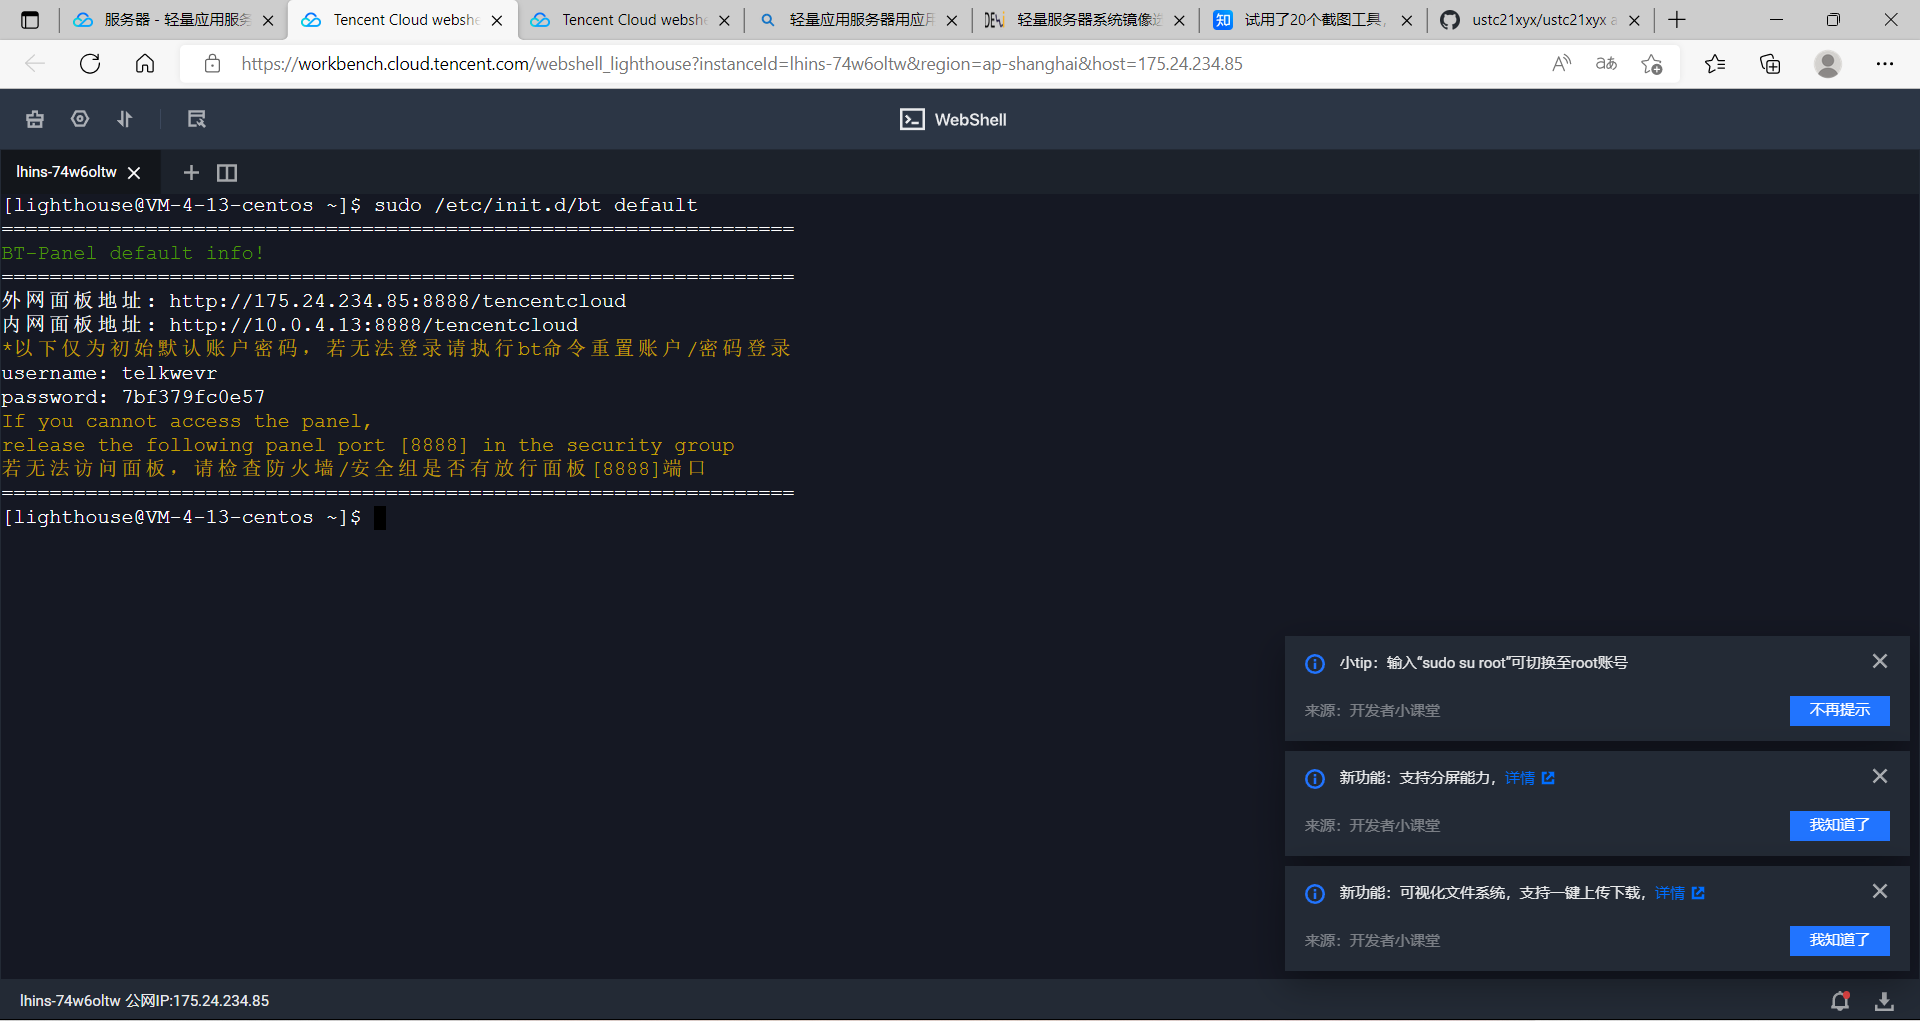 服务器 - 轻量应用服务
Tencent Cloud webshe
Tencent Cloud webshe
轻量应用服务器用应用
轻量服务器系统镜像选
知 试用了20个截图工具,
ustc21xyx/ustc21xyx a
https://workbench.cloud.tencent.com/webshell_lighthouse?instanceId=lhins-74w6oltw&region=ap-shanghai&host=175.24.234.85
WebShell
lhins-74w6oltw
[lighthouse@VM-4-13-centos ~]$ sudo /etc/init.d/bt default
==================================================================
BT-Panel default info!
==================================================================
外网面板地址: http://175.24.234.85:8888/tencentcloud
内网面板地址: http://10.0.4.13:8888/tencentcloud
*以下仅为初始默认账户密码，若无法登录请执行bt命令重置账户/密码登录
username: telkwevr
password: 7bf379fc0e57
If you cannot access the panel,
release the following panel port [8888] in the security group
若无法访问面板，请检查防火墙/安全组是否有放行面板[8888]端口
==================================================================
[lighthouse@VM-4-13-centos ~]$
小tip：输入“sudo su root”可切换至root账号
来源：开发者小课堂
不再提示
新功能：支持分屏能力，详情
来源：开发者小课堂
我知道了
新功能：可视化文件系统，支持一键上传下载，详情
来源：开发者小课堂
我知道了
lhins-74w6oltw 公网IP:175.24.234.85